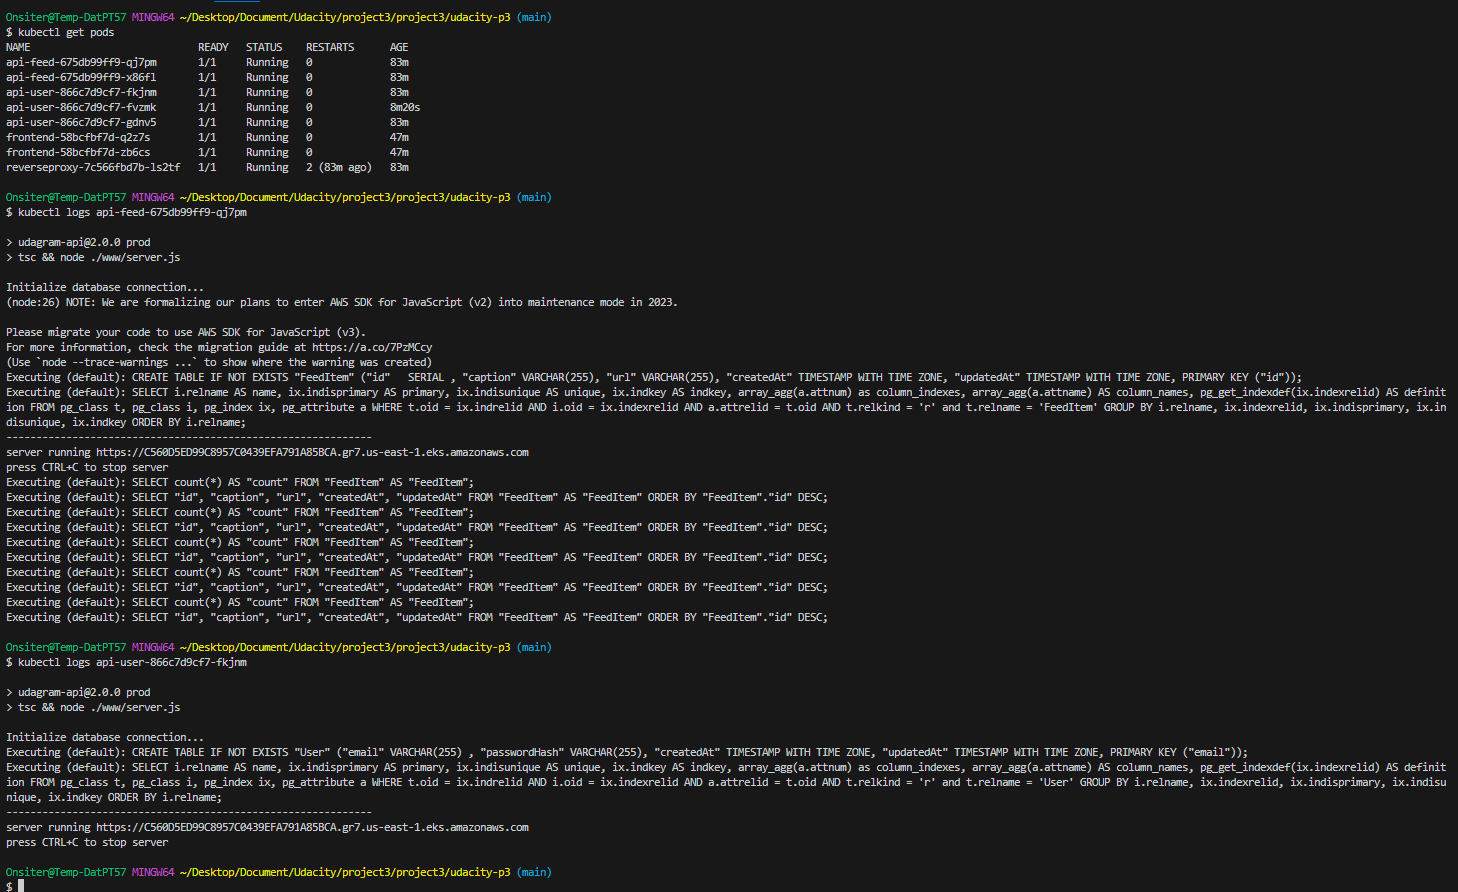 Onsiter@Temp-DatPT57 MINGW64 ~/Desktop/Document/Udacity/project3/project3/udacity-p3 (main)
$ kubectl get pods
NAME READY STATUS RESTARTS AGE
api-feed-675db99ff9-qj7pm 1/1 Running 0 83m
api-feed-675db99ff9-x86fl 1/1 Running 0 83m
api-user-866c7d9cf7-fkjnm 1/1 Running 0 83m
api-user-866c7d9cf7-fvzmk 1/1 Running 0 8m20s
api-user-866c7d9cf7-gdnv5 1/1 Running 0 83m
frontend-58bcfbf7d-q2z7s 1/1 Running 0 47m
frontend-58bcfbf7d-zb6cs 1/1 Running 0 47m
reverseproxy-7c566fbd7b-ls2tf 1/1 Running 2 (83m ago) 83m
Onsiter@Temp-DatPT57 MINGW64 ~/Desktop/Document/Udacity/project3/project3/udacity-p3 (main)
$ kubectl logs api-feed-675db99ff9-qj7pm
> udagram-api@2.0.0 prod
> tsc && node ./www/server.js
Initialize database connection...
(node:26) NOTE: We are formalizing our plans to enter AWS SDK for JavaScript (v2) into maintenance mode in 2023.
Please migrate your code to use AWS SDK for JavaScript (v3).
For more information, check the migration guide at https://a.co/7PzMCcy
(Use `node --trace-warnings ...` to show where the warning was created)
Executing (default): CREATE TABLE IF NOT EXISTS "FeedItem" ("id"   SERIAL , "caption" VARCHAR(255), "url" VARCHAR(255), "createdAt" TIMESTAMP WITH TIME ZONE, "updatedAt" TIMESTAMP WITH TIME ZONE, PRIMARY KEY ("id"));
Executing (default): SELECT i.relname AS name, ix.indisprimary AS primary, ix.indisunique AS unique, ix.indkey AS indkey, array_agg(a.attnum) as column_indexes, array_agg(a.attname) AS column_names, pg_get_indexdef(ix.indexrelid) AS definit
ion FROM pg_class t, pg_class i, pg_index ix, pg_attribute a WHERE t.oid = ix.indrelid AND i.oid = ix.indexrelid AND a.attrelid = t.oid AND t.relkind = 'r' and t.relname = 'FeedItem' GROUP BY i.relname, ix.indexrelid, ix.indisprimary, ix.in
disunique, ix.indkey ORDER BY i.relname;
-------------------------------------------------------------
server running https://C560D5ED99C8957C0439EFA791A85BCA.gr7.us-east-1.eks.amazonaws.com
press CTRL+C to stop server
Executing (default): SELECT count(*) AS "count" FROM "FeedItem" AS "FeedItem";
Executing (default): SELECT "id", "caption", "url", "createdAt", "updatedAt" FROM "FeedItem" AS "FeedItem" ORDER BY "FeedItem"."id" DESC;
Executing (default): SELECT count(*) AS "count" FROM "FeedItem" AS "FeedItem";
Executing (default): SELECT "id", "caption", "url", "createdAt", "updatedAt" FROM "FeedItem" AS "FeedItem" ORDER BY "FeedItem"."id" DESC;
Executing (default): SELECT count(*) AS "count" FROM "FeedItem" AS "FeedItem";
Executing (default): SELECT "id", "caption", "url", "createdAt", "updatedAt" FROM "FeedItem" AS "FeedItem" ORDER BY "FeedItem"."id" DESC;
Executing (default): SELECT count(*) AS "count" FROM "FeedItem" AS "FeedItem";
Executing (default): SELECT "id", "caption", "url", "createdAt", "updatedAt" FROM "FeedItem" AS "FeedItem" ORDER BY "FeedItem"."id" DESC;
Executing (default): SELECT count(*) AS "count" FROM "FeedItem" AS "FeedItem";
Executing (default): SELECT "id", "caption", "url", "createdAt", "updatedAt" FROM "FeedItem" AS "FeedItem" ORDER BY "FeedItem"."id" DESC;
Onsiter@Temp-DatPT57 MINGW64 ~/Desktop/Document/Udacity/project3/project3/udacity-p3 (main)
$ kubectl logs api-user-866c7d9cf7-fkjnm
> udagram-api@2.0.0 prod
> tsc && node ./www/server.js
Initialize database connection...
Executing (default): CREATE TABLE IF NOT EXISTS "User" ("email" VARCHAR(255) , "passwordHash" VARCHAR(255), "createdAt" TIMESTAMP WITH TIME ZONE, "updatedAt" TIMESTAMP WITH TIME ZONE, PRIMARY KEY ("email"));
Executing (default): SELECT i.relname AS name, ix.indisprimary AS primary, ix.indisunique AS unique, ix.indkey AS indkey, array_agg(a.attnum) as column_indexes, array_agg(a.attname) AS column_names, pg_get_indexdef(ix.indexrelid) AS definit
ion FROM pg_class t, pg_class i, pg_index ix, pg_attribute a WHERE t.oid = ix.indrelid AND i.oid = ix.indexrelid AND a.attrelid = t.oid AND t.relkind = 'r' and t.relname = 'User' GROUP BY i.relname, ix.indexrelid, ix.indisprimary, ix.indisu
nique, ix.indkey ORDER BY i.relname;
-------------------------------------------------------------
server running https://C560D5ED99C8957C0439EFA791A85BCA.gr7.us-east-1.eks.amazonaws.com
press CTRL+C to stop server
Onsiter@Temp-DatPT57 MINGW64 ~/Desktop/Document/Udacity/project3/project3/udacity-p3 (main)
$